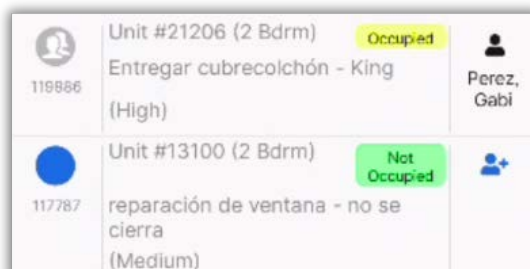 Unit #21206 (2 Bdrm)
Occupied
119986
Entregar cubrecolchón - King
(High)
Perez,
Gabi
Unit #13100 (2 Bdrm)
Not
Occupied
117787
reparación de ventana - no se
cierra
(Medium)